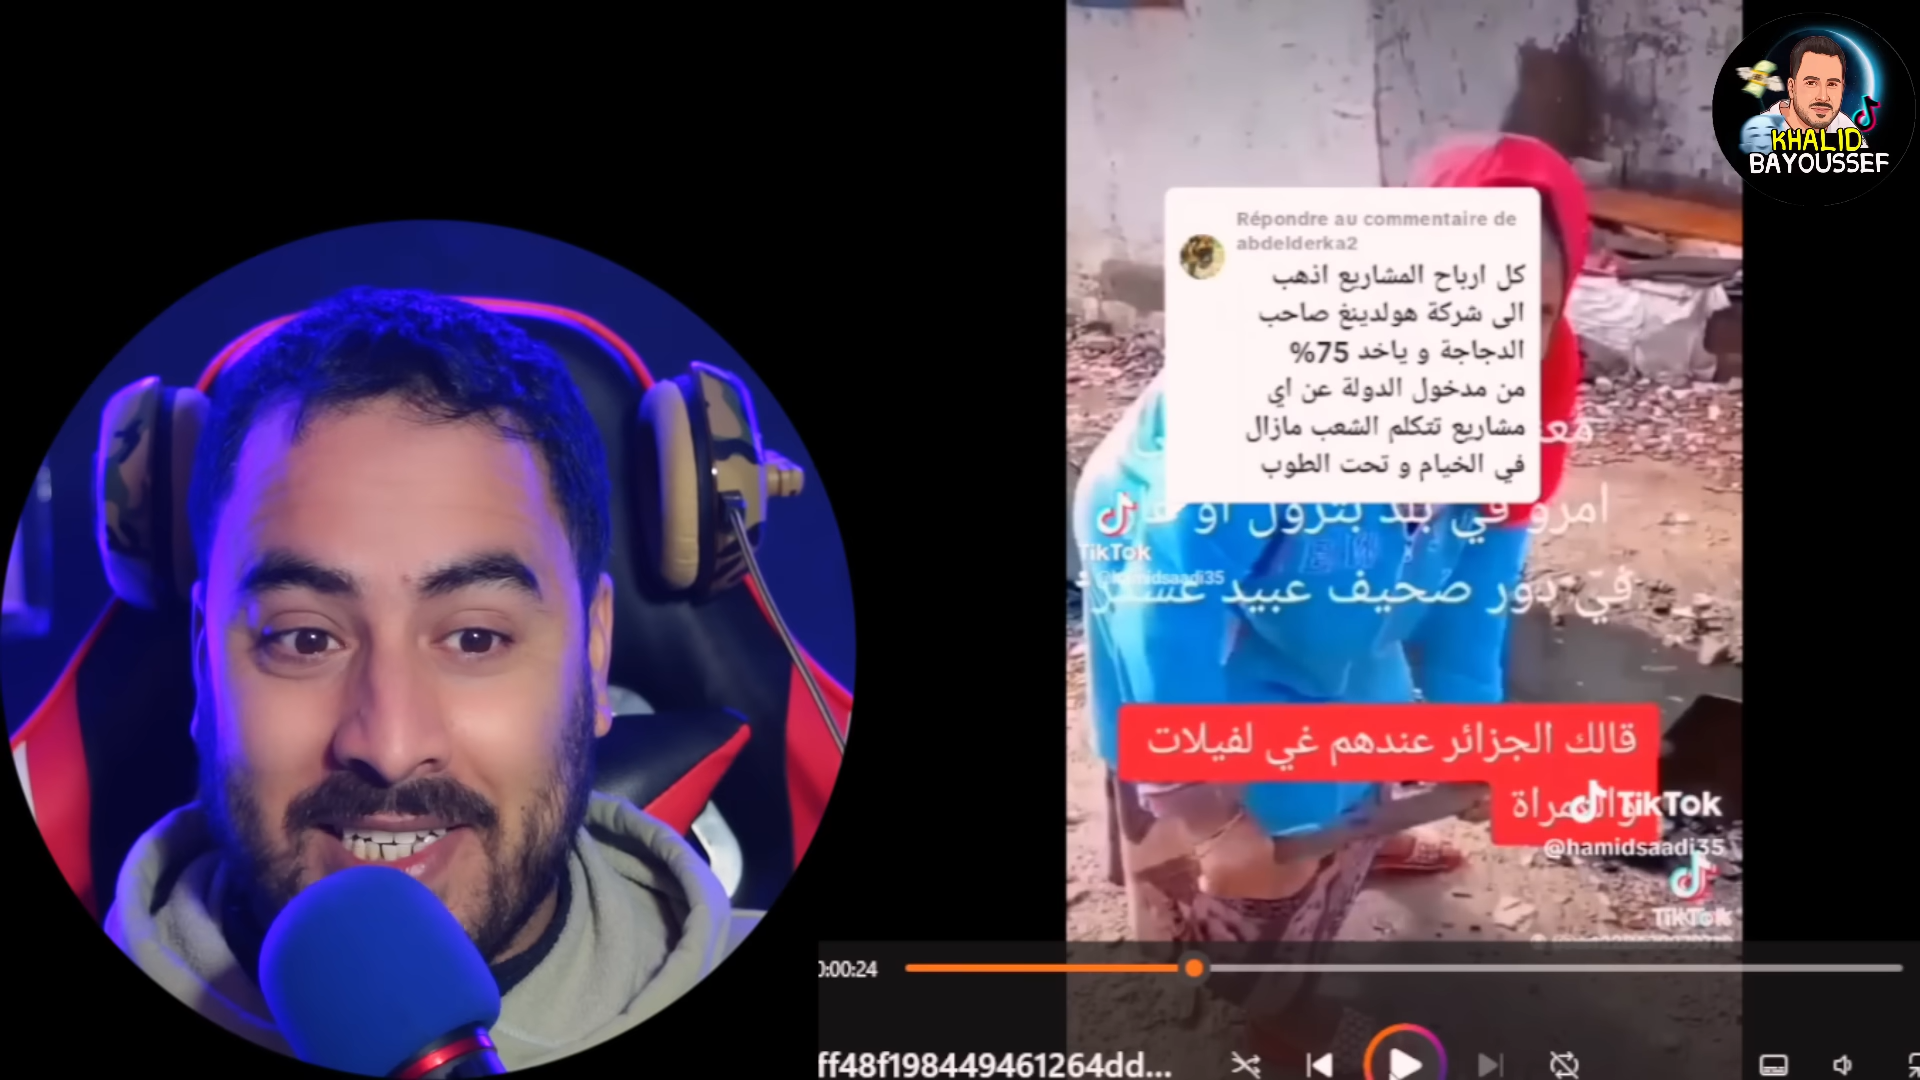 KHALID
BAYOUSSEF
Répondre au commentaire de
abdelderka2
كل ارباح المشاريع اذهب
الى شركة هولدينغ صاحب
الدجاجة و ياخد 75%
من مدخول الدولة عن اي
مشاريع تتكلم الشعب مازال
في الخيام و تحت الطوب
امرو في بلد بترول او
في دور صحيف عبيد
TikTok
@hamidsaadi35
قالك الجزائر عندهم غي لفيلات
TikTok
@hamidsaadi35
TikTok
0:00:24
ff48f198449461264dd...